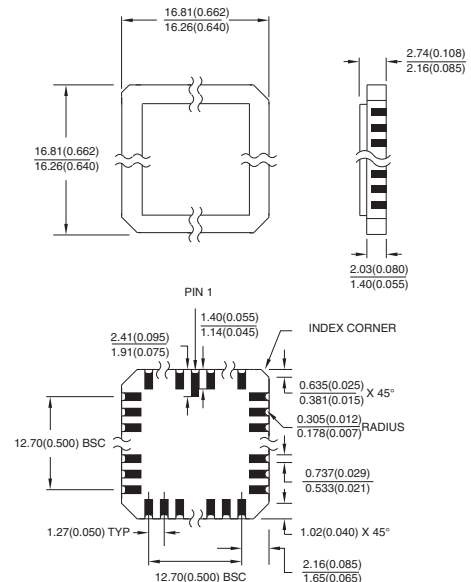 16.81(0.662)
16.26(0.640)
2.74(0.108)
2.16(0.085)
16.81(0.662)
16.26(0.640)
2.03(0.080)
1.40(0.055)
PIN 1
1.40(0.055)
1.14(0.045)
INDEX CORNER
2.41(0.095)
1.91(0.075)
0.635(0.025)
0.381(0.015) X 45°
0.305(0.012)
0.178(0.007) RADIUS
12.70(0.500) BSC
0.737(0.029)
0.533(0.021)
1.27(0.050) TYP
1.02(0.040) X 45°
12.70(0.500) BSC
2.16(0.085)
1.65(0.065)